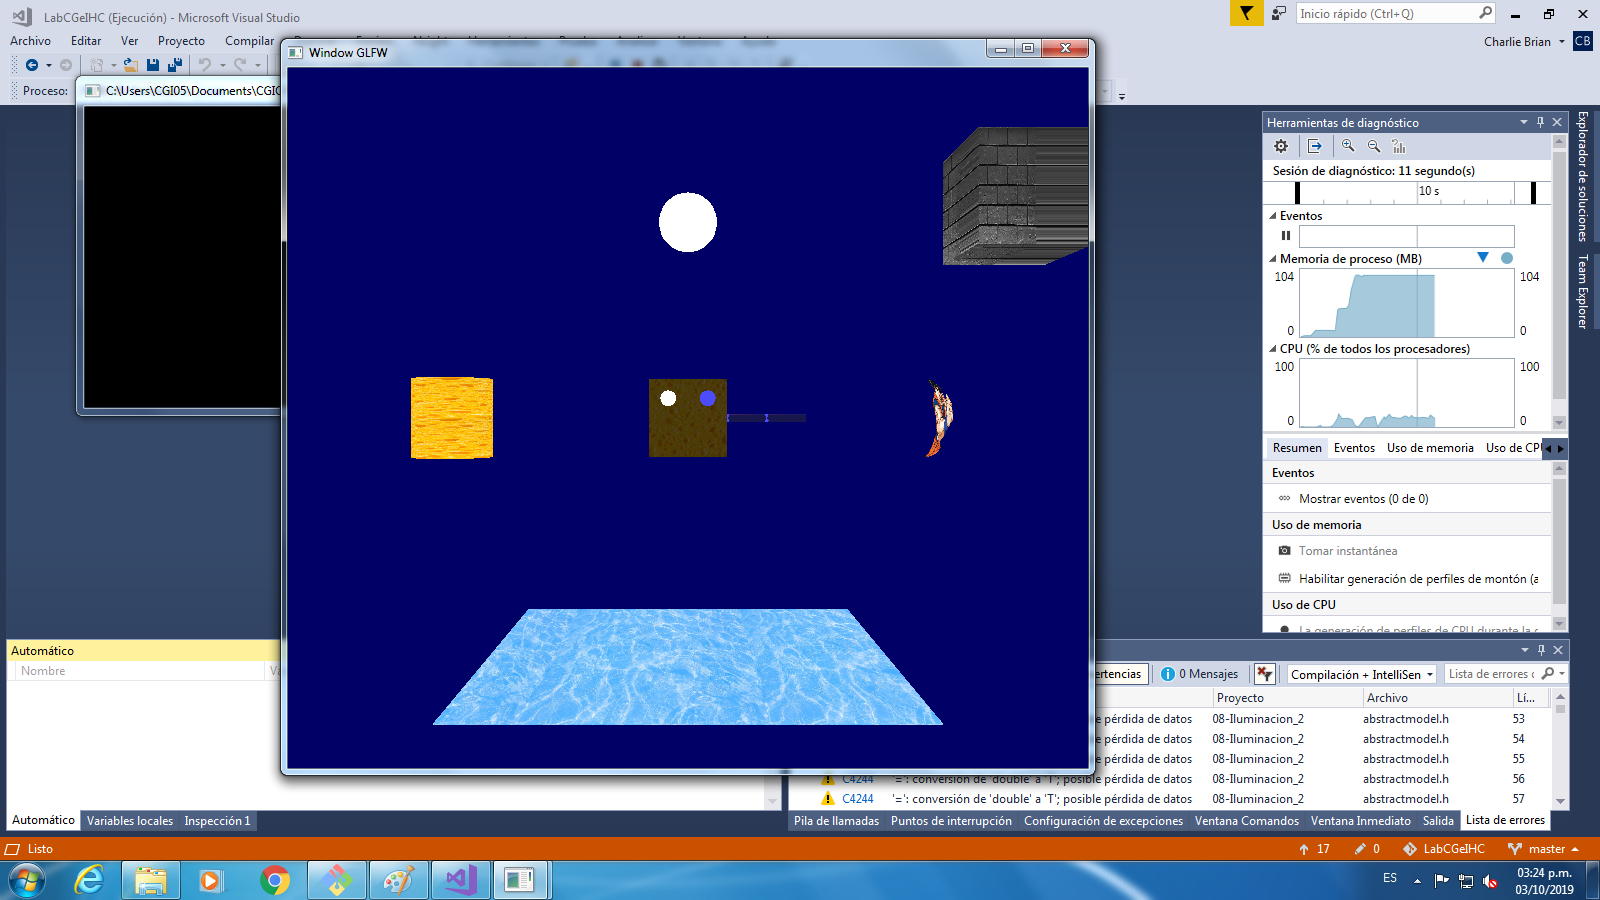 LabCGeIHC (Ejecución) - Microsoft Visual Studio
Inicio rápido (Ctrl+Q)
Archivo Editar Ver Proyecto Compilar
Charlie Brian CB
Window GLFW
Proceso:
C:\Users\CGI05\Documents\CGIC
Herramientas de diagnóstico
Sesión de diagnóstico: 11 segundo(s)
10 s
Eventos
Memoria de proceso (MB)
104 104
0 0
CPU (% de todos los procesadores)
100 100
0 0
Resumen Eventos Uso de memoria Uso de CPU
Eventos
Mostrar eventos (0 de 0)
Uso de memoria
Tomar instantánea
Habilitar generación de perfiles de montón (a
Uso de CPU
La generación de perfiles de CPU durante la
Explorador de soluciones
Team Explorer
Automático
Nombre
ertencias 0 Mensajes Compilación + IntelliSen Lista de errores
Proyecto Archivo Lí...
e pérdida de datos 08-Iluminacion_2 abstractmodel.h 53
e pérdida de datos 08-Iluminacion_2 abstractmodel.h 54
e pérdida de datos 08-Iluminacion_2 abstractmodel.h 55
C4244 '=': conversión de 'double' a 'T'; posible pérdida de datos 08-Iluminacion_2 abstractmodel.h 56
C4244 '=': conversión de 'double' a 'T'; posible pérdida de datos 08-Iluminacion_2 abstractmodel.h 57
Automático Variables locales Inspección 1
Pila de llamadas Puntos de interrupción Configuración de excepciones Ventana Comandos Ventana Inmediato Salida Lista de errores
Listo
17 0 LabCGeIHC master
ES
03:24 p.m.
03/10/2019